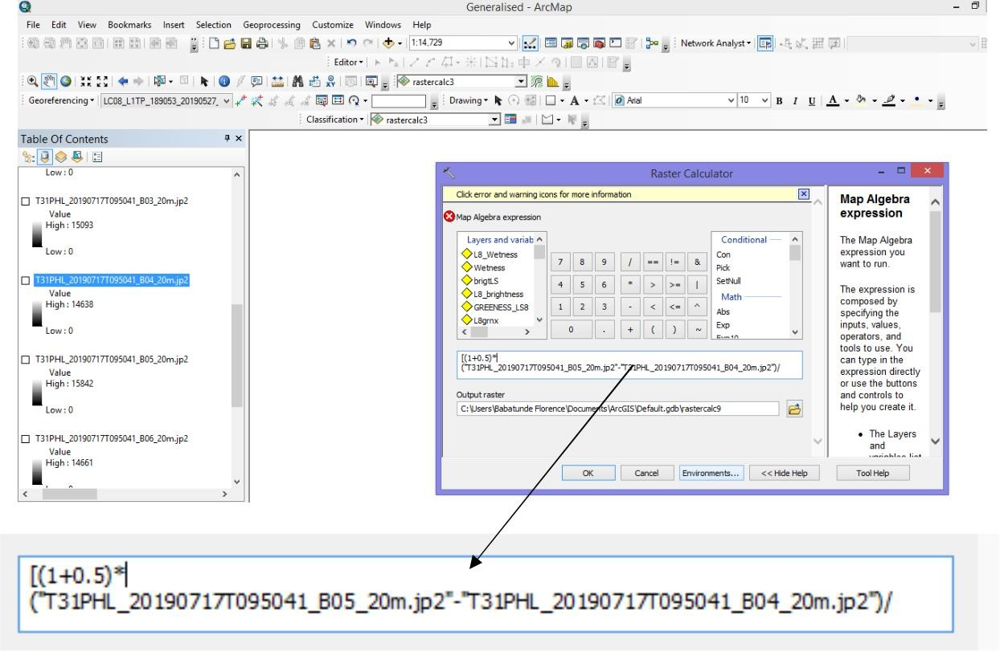 Generalised - ArcMap
File Edit View Bookmarks Insert Selection Geoprocessing Customize Windows Help
1:14,729 Network Analyst
Editor
rastercalc3
Georeferencing LC08_L1TP_189053_20190527, Drawing A Arial 10 B I U A
Classification rastercalc3
Table Of Contents
Low : 0
T31PHL_20190717T095041_B03_20m.jp2
Value
High : 15093
Low : 0
T31PHL_20190717T095041_B04_20m.jp2
Value
High : 14638
Low : 0
T31PHL_20190717T095041_B05_20m.jp2
Value
High : 15842
Low : 0
T31PHL_20190717T095041_B06_20m.jp2
Value
High : 14661
Raster Calculator
Click error and warning icons for more information
Map Algebra expression
Layers and variab
L8_Wetness
Wetness
brigtLS
L8_brightness
GREENESS_LS8
L8grnx
7 8 9 / == != &
4 5 6 * > >= |
1 2 3 - < <= ^
0 . + ( ) ~
Conditional
Con
Pick
SetNull
Math
Abs
Exp
Exp10
[(1+0.5)*
("T31PHL_20190717T095041_B05_20m.jp2"-"T31PHL_20190717T095041_B04_20m.jp2")/
Output raster
C:\Users\Babatunde Florence\Documents\ArcGIS\Default.gdb\rastercalc9
OK Cancel Environments... << Hide Help Tool Help
Map Algebra
expression
The Map Algebra
expression you
want to run.
The expression is
composed by
specifying the
inputs, values,
operators, and
tools to use. You
can type in the
expression directly
or use the buttons
and controls to
help you create it.
• The Layers
and
variables list
[(1+0.5)*
("T31PHL_20190717T095041_B05_20m.jp2"-"T31PHL_20190717T095041_B04_20m.jp2")/